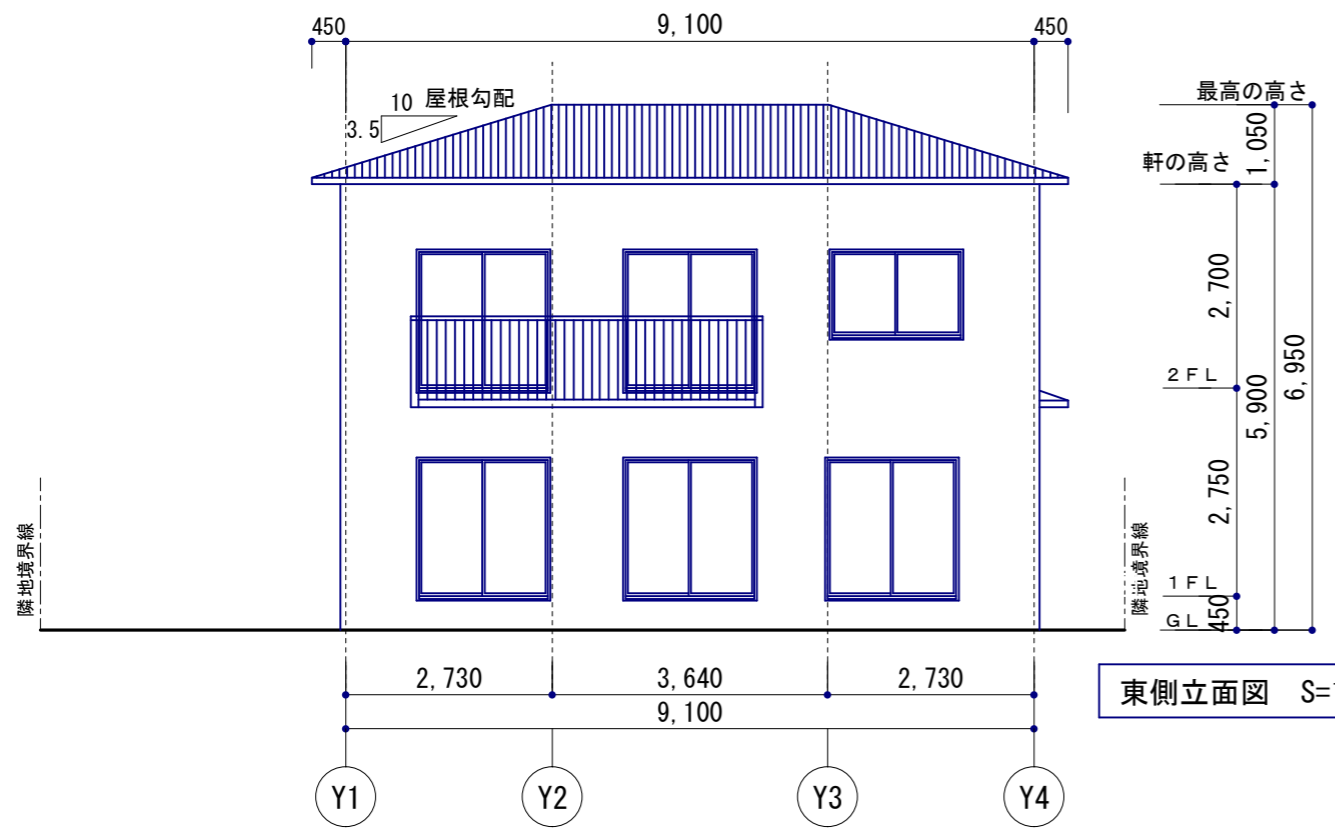 450
9,100
450
10 屋根勾配
3.5
最高の高さ
1,050
軒の高さ
2,700
2FL
5,900
6,950
2,750
隣地境界線
隣地境界線
1FL
450
GL
2,730
3,640
2,730
9,100
東側立面図 S=
Y1
Y2
Y3
Y4